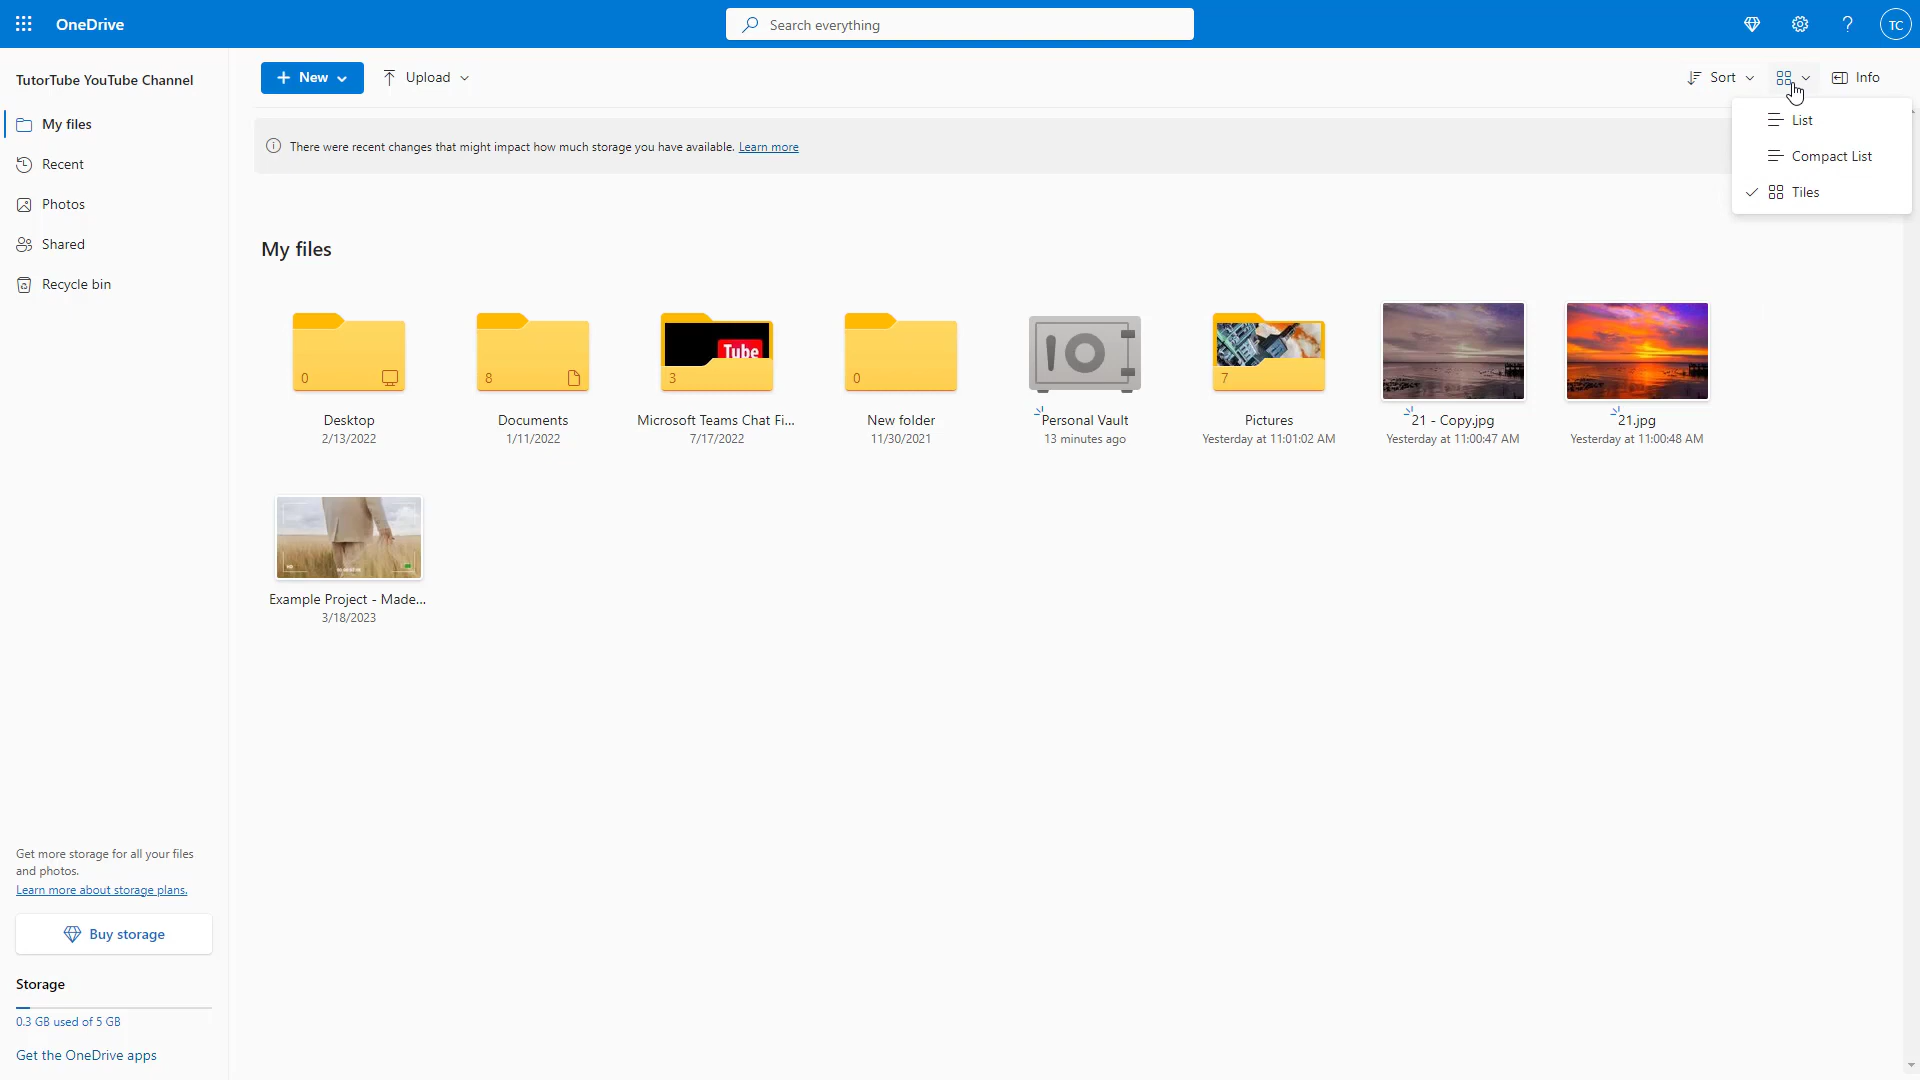 OneDrive
Search everything
TC
TutorTube YouTube Channel
New
Upload
Sort
Info
My files
Recent
Photos
Shared
Recycle bin
There were recent changes that might impact how much storage you have available. Learn more
List
Compact List
Tiles
My files
0
8
Tube
3
0
7
Desktop
Documents
Microsoft Teams Chat Fi...
New folder
Personal Vault
Pictures
21 - Copy.jpg
21.jpg
2/13/2022
1/11/2022
7/17/2022
11/30/2021
13 minutes ago
Yesterday at 11:01:02 AM
Yesterday at 11:00:47 AM
Yesterday at 11:00:48 AM
Example Project - Made...
3/18/2023
Get more storage for all your files
and photos.
Learn more about storage plans.
Buy storage
Storage
0.3 GB used of 5 GB
Get the OneDrive apps